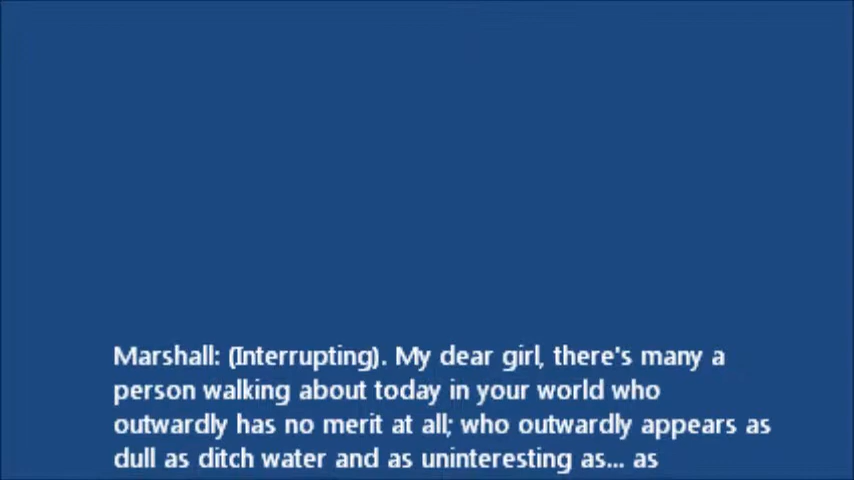 Marshall: (Interrupting). My dear girl, there's many a
person walking about today in your world who
outwardly has no merit at all; who outwardly appears as
dull as ditch water and as uninteresting as... as